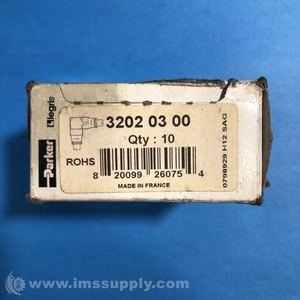 Parker
Legris
3202 03 00
Qty : 10
ROHS
8 20099 26075 4
MADE IN FRANCE
0798929 H12 SAG
© www.imssupply.com